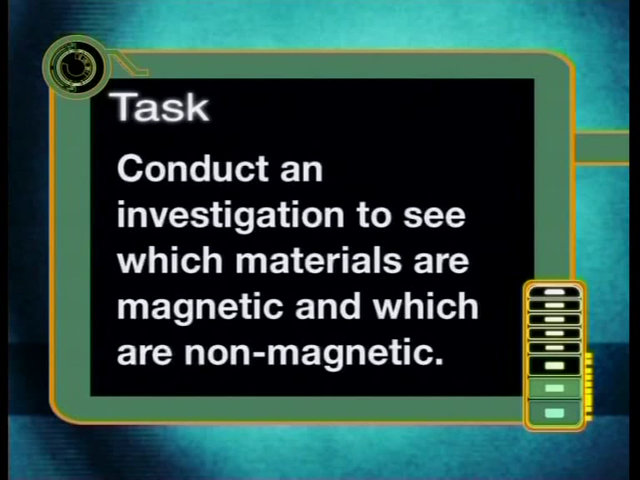 Task
Conduct an
investigation to see
which materials are
magnetic and which
are non-magnetic.